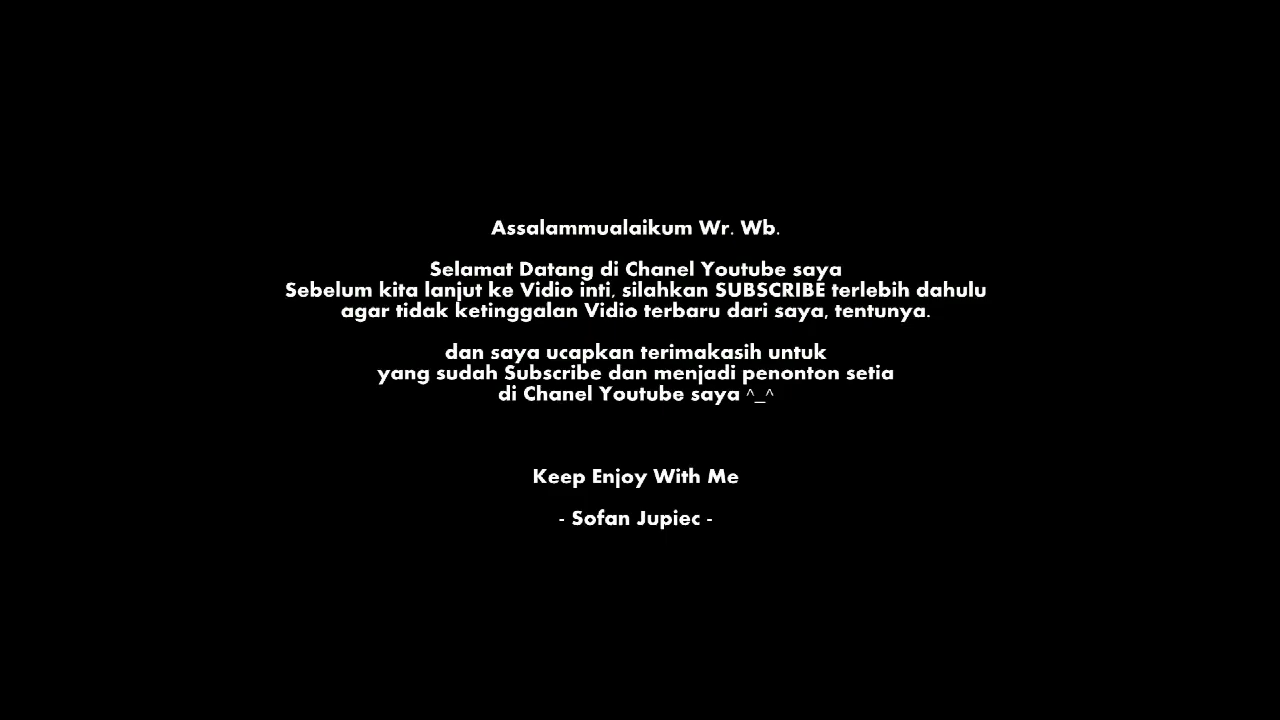 Assalammualaikum Wr. Wb.
Selamat Datang di Chanel Youtube saya
Sebelum kita lanjut ke Vidio inti, silahkan SUBSCRIBE terlebih dahulu
agar tidak ketinggalan Vidio terbaru dari saya, tentunya.
dan saya ucapkan terimakasih untuk
yang sudah Subscribe dan menjadi penonton setia
di Chanel Youtube saya ^_^
Keep Enjoy With Me
- Sofan Jupiec -